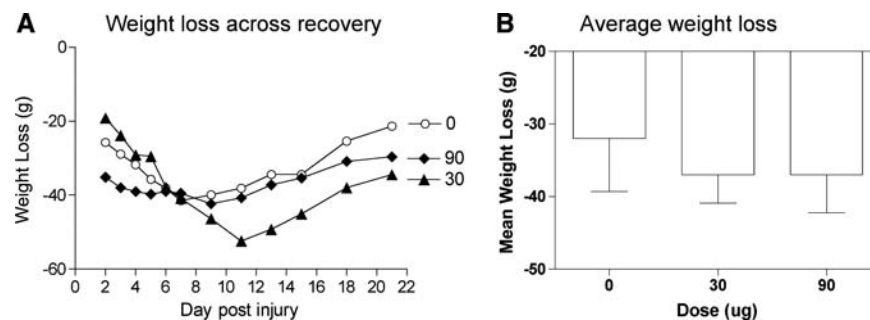 A Weight loss across recovery
0
-20
-40
-60
Weight Loss (g)
0
90
30
0 2 4 6 8 10 12 14 16 18 20 22
Day post injury
B Average weight loss
-20
-30
-40
-50
Mean Weight Loss (g)
0 30 90
Dose (ug)